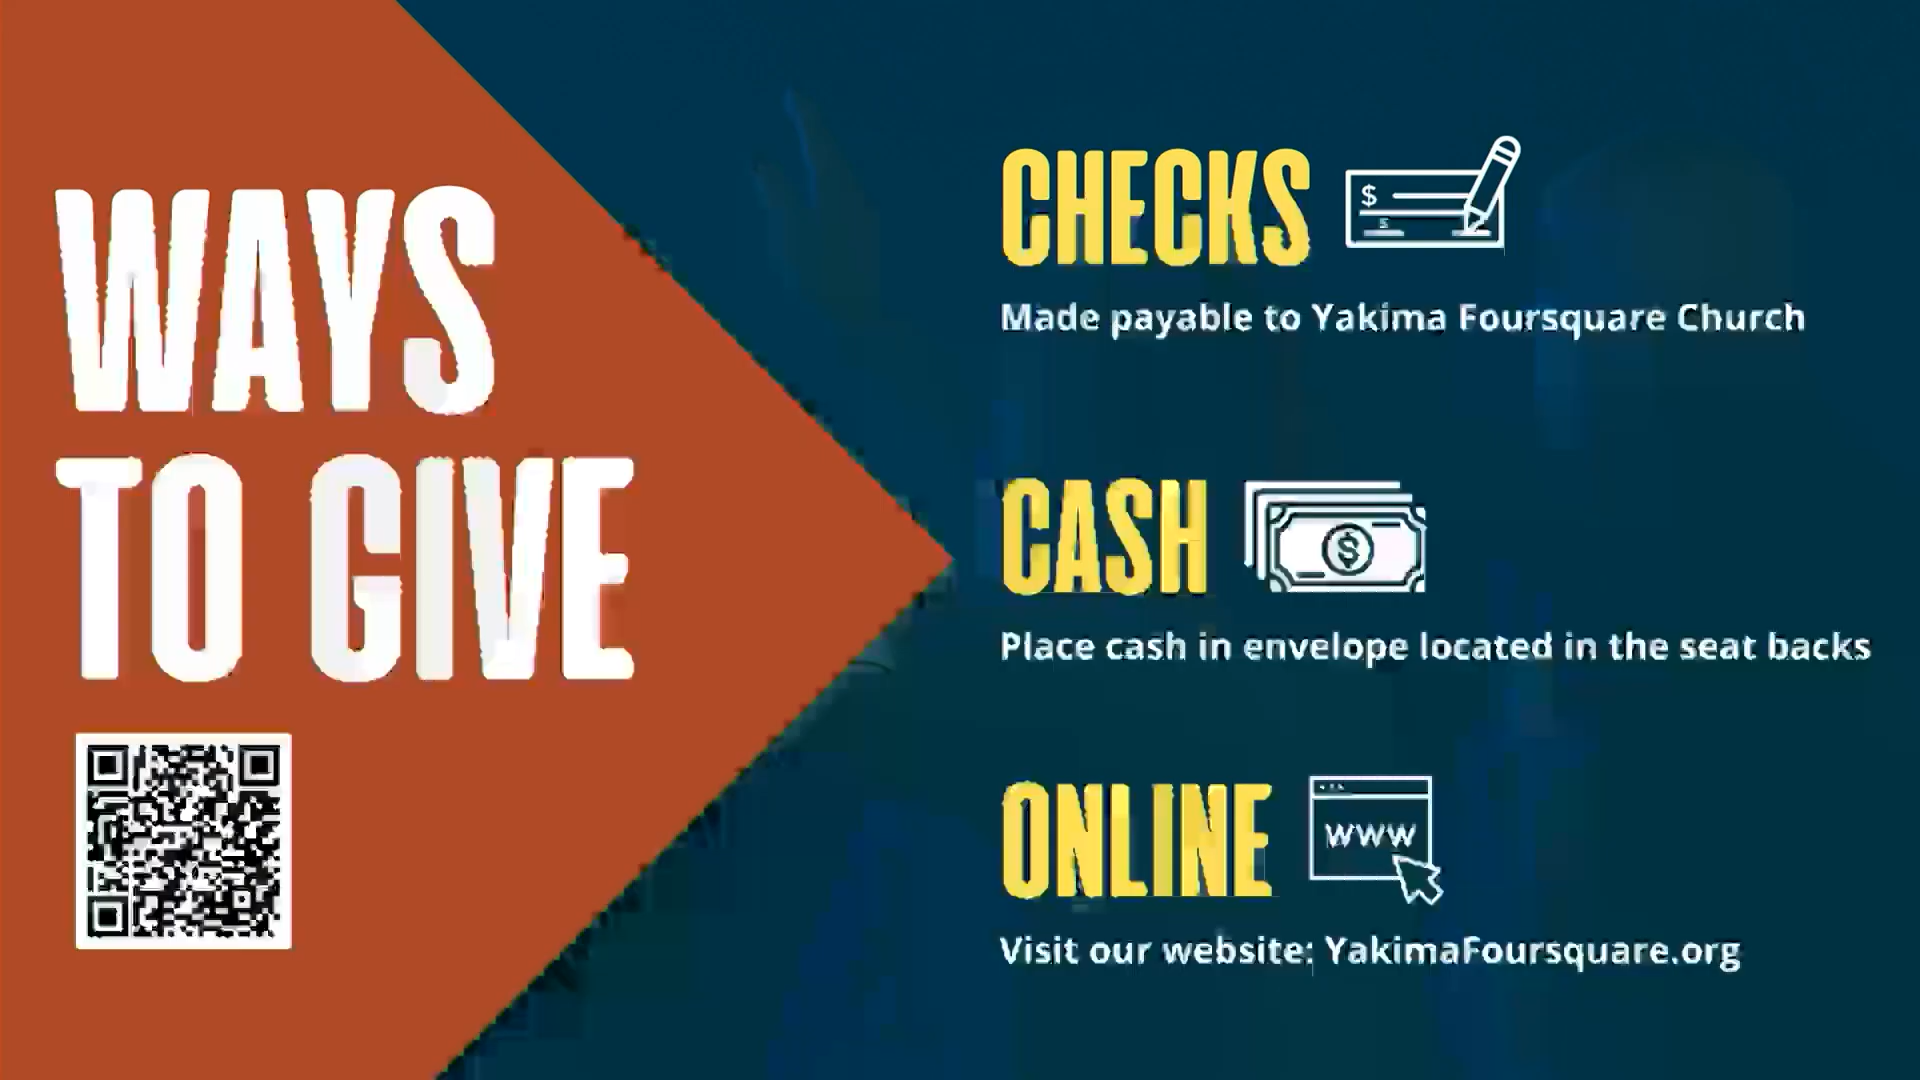 WAYS
TO GIVE
CHECKS
$
$
Made payable to Yakima Foursquare Church
CASH
$
Place cash in envelope located in the seat backs
ONLINE
WWW
Visit our website: YakimaFoursquare.org